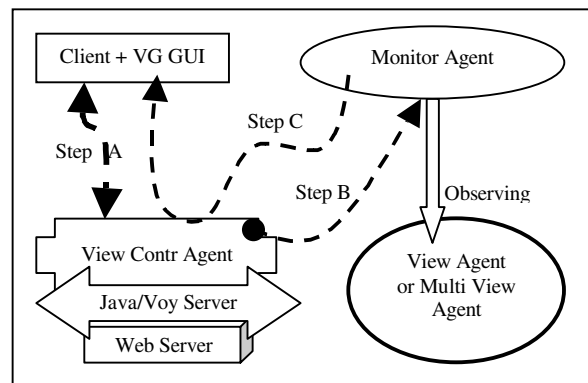 Client + VG GUI
Monitor Agent
Step C
Step A
Step B
Observing
View Contr Agent
View Agent
or Multi View
Agent
Java/Voy Server
Web Server